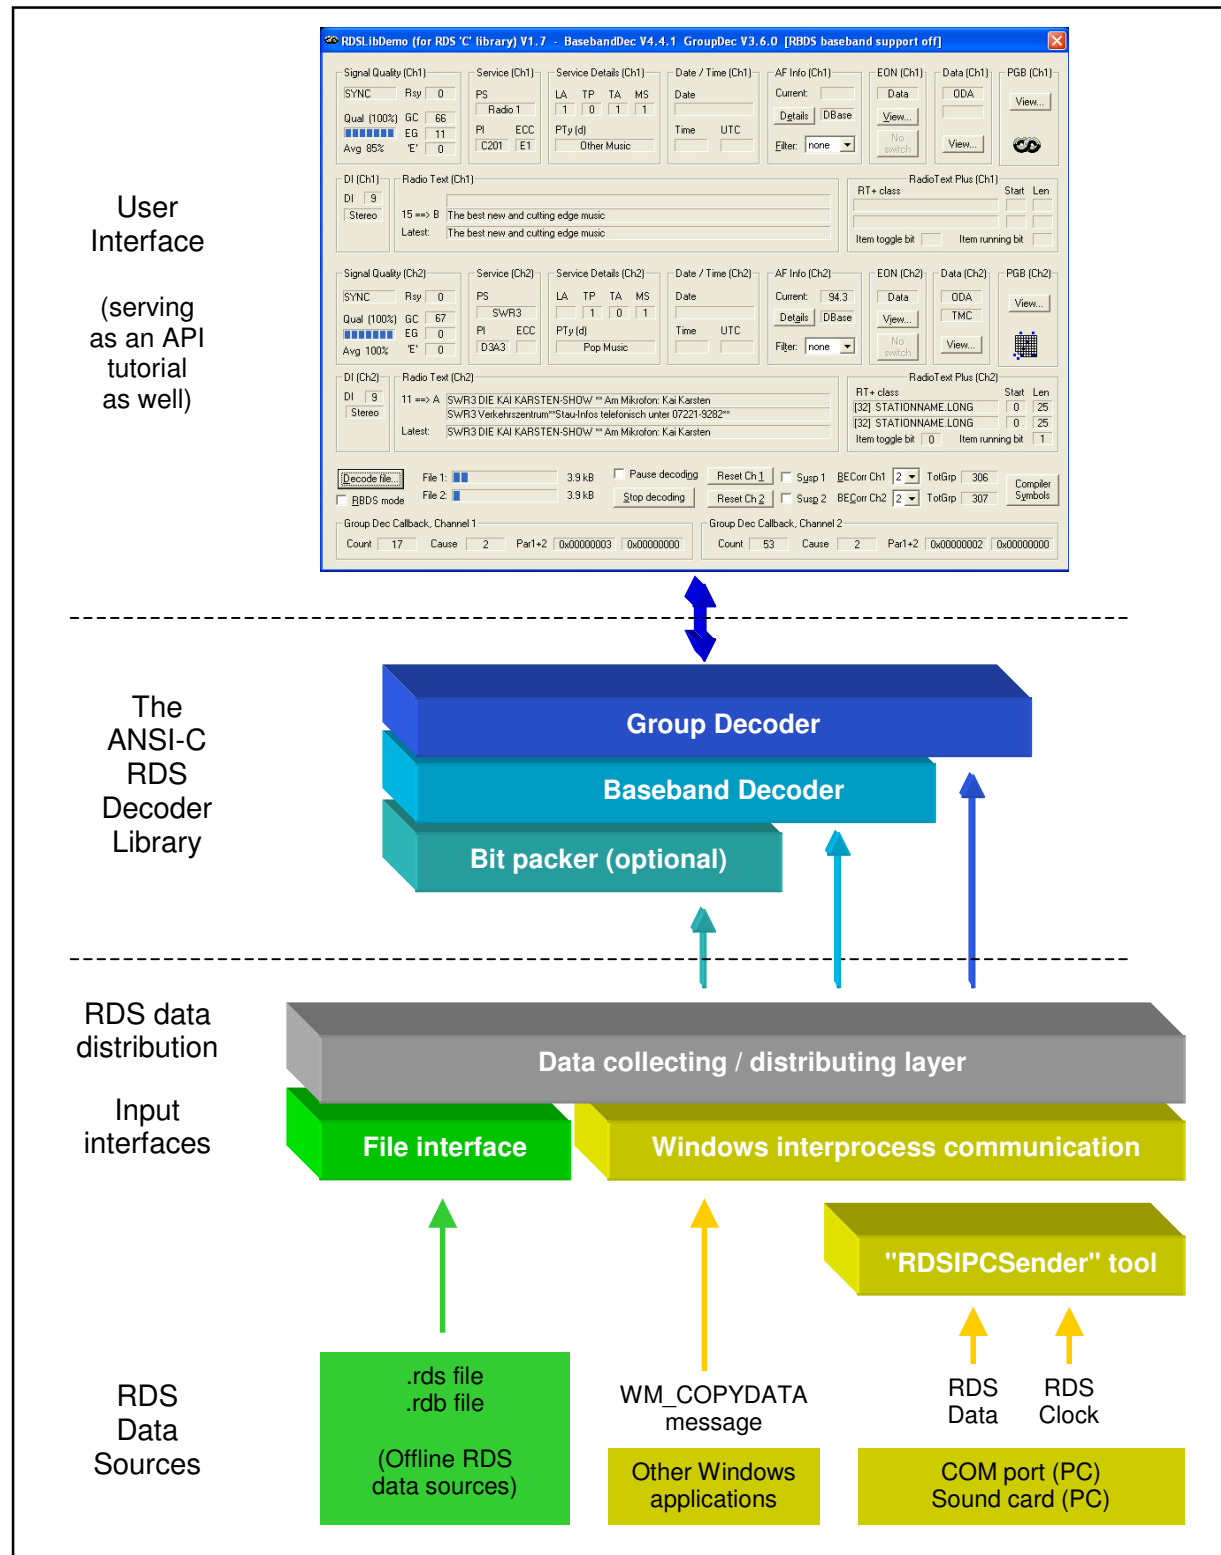 RDSLibDemo (for RDS 'C' library) V1.7 - BasebandDec V4.4.1 GroupDec V3.6.0 [RBDS baseband support off]
Signal Quality (Ch1) Service (Ch1) Service Details (Ch1) Date / Time (Ch1) AF Info (Ch1) EON (Ch1) Data (Ch1) PGB (Ch1)
SYNC Rsy 0 PS LA TP TA MS Date Current: Data ODA View...
Radio 1 1 0 1 1
Qual (100%) GC 66 Details DBase View...
EG 11 PI ECC PTy (d) Time UTC
Avg 85% 'E' 0 C201 E1 Other Music Filter: none No switch View...
DI (Ch1) Radio Text (Ch1) RadioText Plus (Ch1)
DI 9 RT+ class Start Len
Stereo 15 ==> B The best new and cutting edge music
Latest: The best new and cutting edge music
Item toggle bit Item running bit
User
Interface
(serving
as an API
tutorial
as well)
Signal Quality (Ch2) Service (Ch2) Service Details (Ch2) Date / Time (Ch2) AF Info (Ch2) EON (Ch2) Data (Ch2) PGB (Ch2)
SYNC Rsy 0 PS LA TP TA MS Date Current: 94.3 Data ODA View...
SWR3 1 0 1 TMC
Qual (100%) GC 67 Details DBase View...
EG 0 PI ECC PTy (d) Time UTC
Avg 100% 'E' 0 D3A3 Pop Music Filter: none No switch View...
DI (Ch2) Radio Text (Ch2) RadioText Plus (Ch2)
DI 9 11 ==> A SWR3 DIE KAI KARSTEN-SHOW ** Am Mikrofon: Kai Karsten RT+ class Start Len
Stereo SWR3 Verkehrszentrum**Stau-Infos telefonisch unter 07221-9282** [32] STATIONNAME.LONG 0 25
[32] STATIONNAME.LONG 0 25
Latest: SWR3 DIE KAI KARSTEN-SHOW ** Am Mikrofon: Kai Karsten Item toggle bit 0 Item running bit 1
Decode file... File 1: 3.9 kB Pause decoding Reset Ch 1 Susp 1 BECorr Ch1 2 TotGrp 306 Compiler Symbols
RBDS mode File 2: 3.9 kB Stop decoding Reset Ch 2 Susp 2 BECorr Ch2 2 TotGrp 307
Group Dec Callback, Channel 1 Group Dec Callback, Channel 2
Count 17 Cause 2 Par1+2 0x00000003 0x00000000 Count 53 Cause 2 Par1+2 0x00000002 0x00000000
The
ANSI-C
RDS
Decoder
Library
Group Decoder
Baseband Decoder
Bit packer (optional)
RDS data
distribution
Data collecting / distributing layer
Input
interfaces
File interface
Windows interprocess communication
"RDSIPCSender" tool
RDS
Data
Sources
.rds file
.rdb file
(Offline RDS
data sources)
WM_COPYDATA
message
Other Windows
applications
RDS
Data
RDS
Clock
COM port (PC)
Sound card (PC)